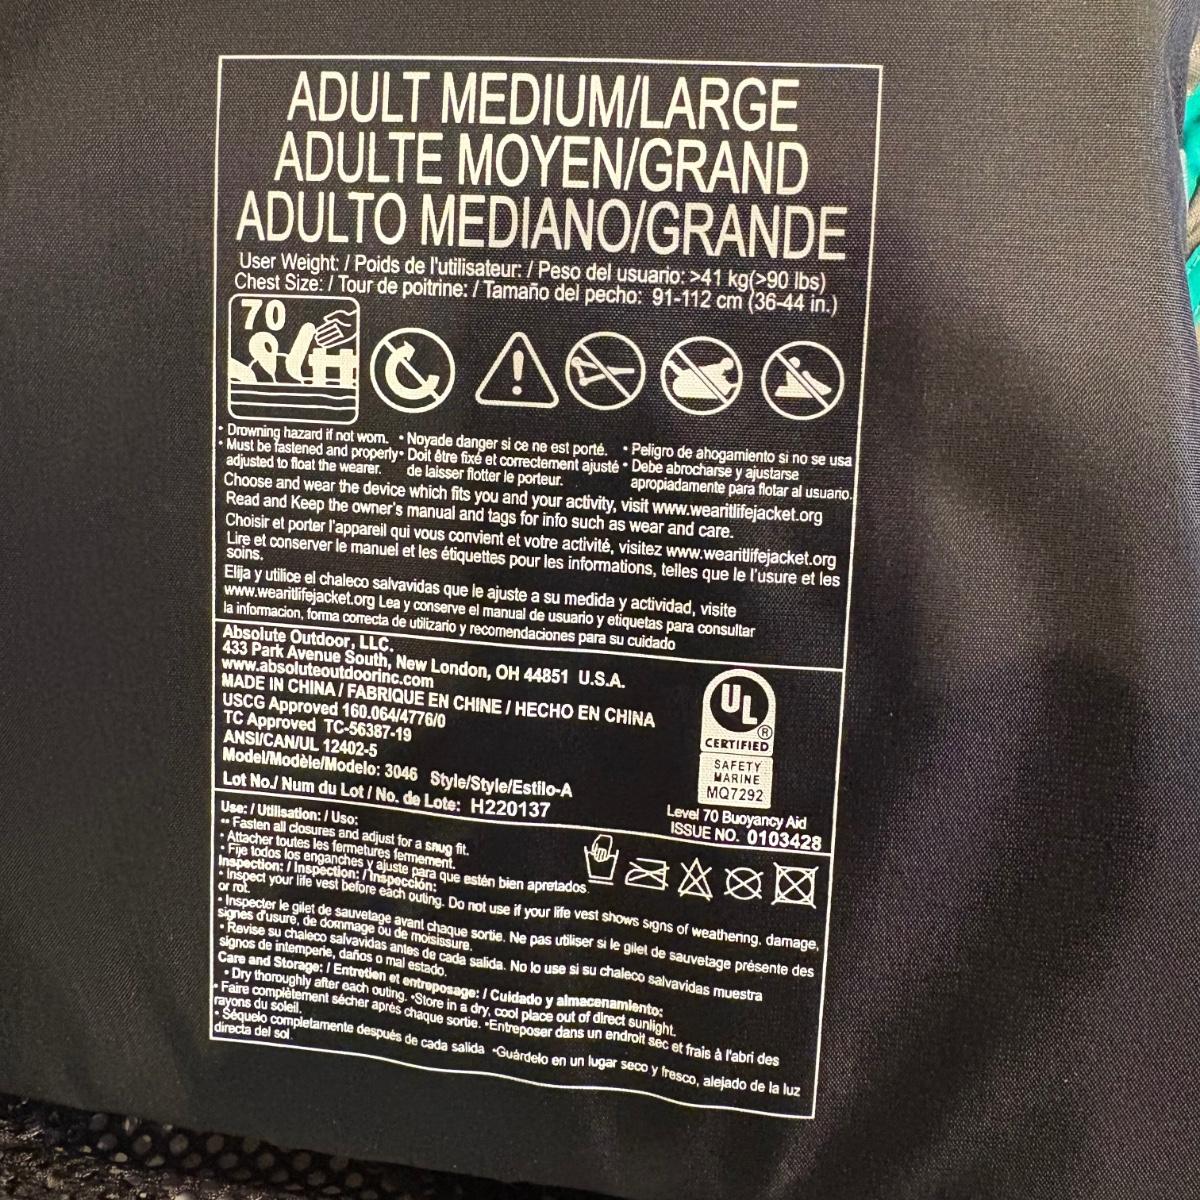 ADULT MEDIUM/LARGE
ADULTE MOYEN/GRAND
ADULTO MEDIANO/GRANDE
User Weight: / Poids de l'utilisateur: / Peso del usuario: >41 kg(>90 lbs)
Chest Size: / Tour de poitrine: / Tamaño del pecho: 91-112 cm (36-44 in.)
70
• Drowning hazard if not worn.
• Must be fastened and properly
adjusted to float the wearer.
• Noyade danger si ce ne est porté.
• Doit être fixé et correctement ajusté
de laisser flotter le porteur.
• Peligro de ahogamiento si no se usa
• Debe abrocharse y ajustarse
apropiadamente para flotar al usuario.
Choose and wear the device which fits you and your activity, visit www.wearitlifejacket.org
Read and Keep the owner's manual and tags for info such as wear and care.
Choisir et porter l'appareil qui vous convient et votre activité, visitez www.wearitlifejacket.org
Lire et conserver le manuel et les étiquettes pour les informations, telles que le l'usure et les
soins.
Elija y utilice el chaleco salvavidas que le ajuste a su medida y actividad, visite
www.wearitlifejacket.org Lea y conserve el manual de usuario y etiquetas para consultar
la informacion, forma correcta de utilizario y recomendaciones para su cuidado
Absolute Outdoor, LLC.
433 Park Avenue South, New London, OH 44851 U.S.A.
www.absoluteoutdoorinc.com
MADE IN CHINA / FABRIQUE EN CHINE / HECHO EN CHINA
USCG Approved 160.064/4776/0
TC Approved TC-56387-19
ANSI/CAN/UL 12402-5
Model/Modèle/Modelo: 3046 Style/Style/Estilo-A
Lot No./ Num du Lot / No. de Lote: H220137
UL ®
CERTIFIED
SAFETY
MARINE
MQ7292
Level 70 Buoyancy Aid
ISSUE NO. 0103428
Use: / Utilisation: / Uso:
•• Fasten all closures and adjust for a snug fit.
• Attacher toutes les fermetures fermement.
• Fije todos los enganches y ajuste para que estén bien apretados.
Inspection: / Inspection: / Inspección:
• Inspect your life vest before each outing. Do not use if your life vest shows signs of weathering, damage,
or rot.
• Inspecter le gilet de sauvetage avant chaque sortie. Ne pas utiliser si le gilet de sauvetage présente des
signes d'usure, de dommage ou de moisissure.
• Revise su chaleco salvavidas antes de cada salida. No lo use si su chaleco salvavidas muestra
signos de intemperie, daños o mal estado.
Care and Storage: / Entretien et entreposage: / Cuidado y almacenamiento:
• Dry thoroughly after each outing. •Store in a dry, cool place out of direct sunlight.
• Faire complètement sécher après chaque sortie. •Entreposer dans un endroit sec et frais à l'abri des
rayons du soleil.
• Séquelo completamente después de cada salida •Guárdelo en un lugar seco y fresco, alejado de la luz
directa del sol.